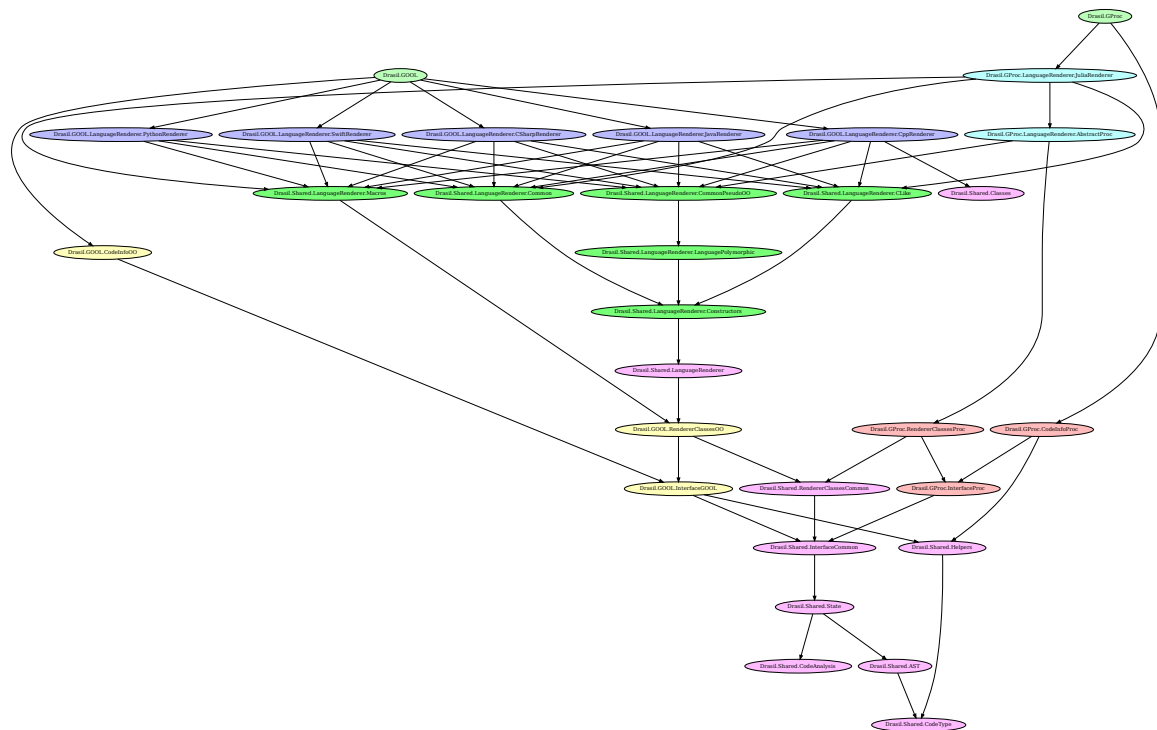 Drasil.GProc
Drasil.GOOL
Drasil.GProc.LanguageRenderer.JuliaRenderer
Drasil.GOOL.LanguageRenderer.PythonRenderer
Drasil.GOOL.LanguageRenderer.SwiftRenderer
Drasil.GOOL.LanguageRenderer.CSharpRenderer
Drasil.GOOL.LanguageRenderer.JavaRenderer
Drasil.GOOL.LanguageRenderer.CppRenderer
Drasil.GProc.LanguageRenderer.AbstractProc
Drasil.Shared.LanguageRenderer.Macros
Drasil.Shared.LanguageRenderer.Common
Drasil.Shared.LanguageRenderer.CommonPseudoOO
Drasil.Shared.LanguageRenderer.CLike
Drasil.Shared.Classes
Drasil.GOOL.CodeInfoOO
Drasil.Shared.LanguageRenderer.LanguagePolymorphic
Drasil.Shared.LanguageRenderer.Constructors
Drasil.Shared.LanguageRenderer
Drasil.GOOL.RendererClassesOO
Drasil.GProc.RendererClassesProc
Drasil.GProc.CodeInfoProc
Drasil.GOOL.InterfaceGOOL
Drasil.Shared.RendererClassesCommon
Drasil.GProc.InterfaceProc
Drasil.Shared.InterfaceCommon
Drasil.Shared.Helpers
Drasil.Shared.State
Drasil.Shared.CodeAnalysis
Drasil.Shared.AST
Drasil.Shared.CodeType